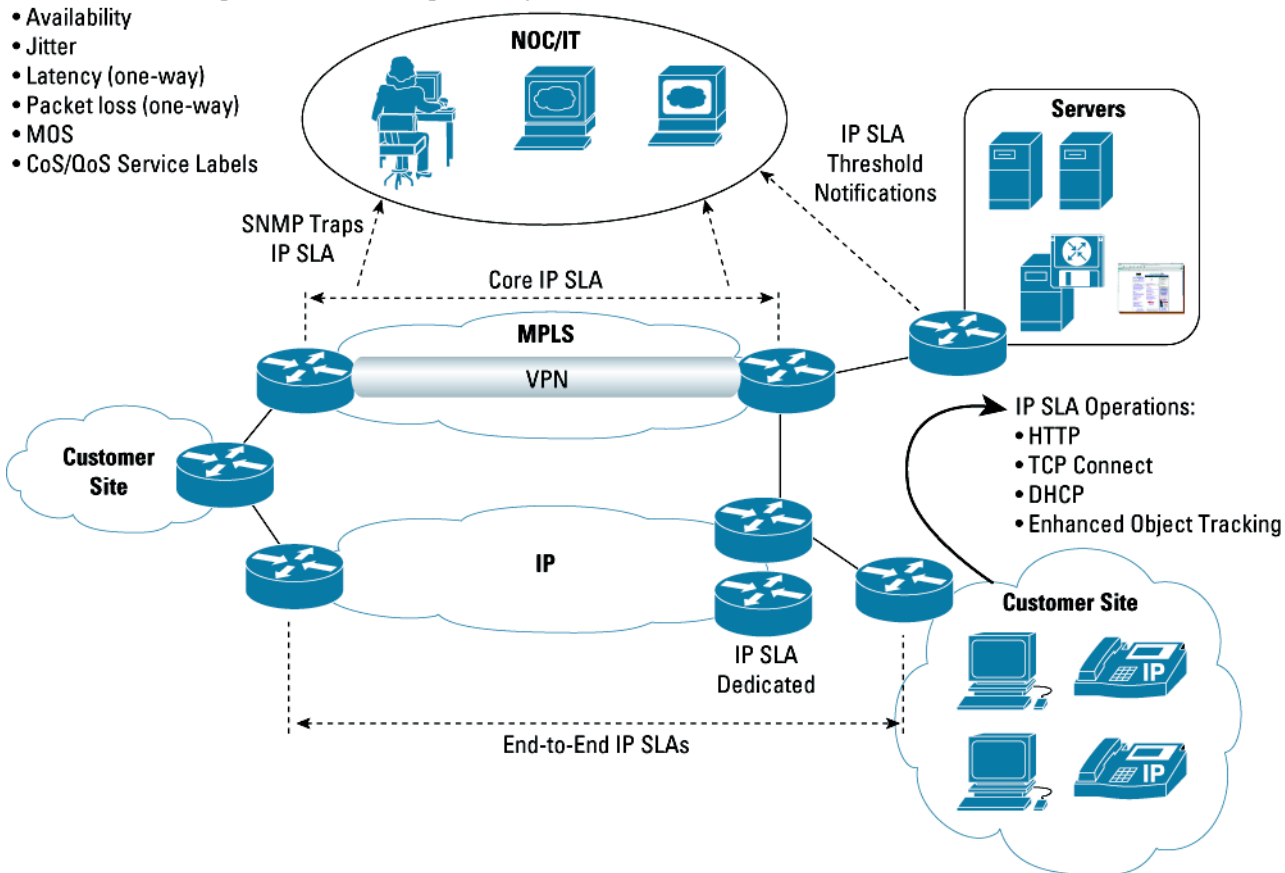 • Availability
• Jitter
• Latency (one-way)
• Packet loss (one-way)
• MOS
• CoS/QoS Service Labels
NOC/IT
IP SLA
Threshold
Notifications
Servers
SNMP Traps
IP SLA
Core IP SLA
MPLS
VPN
Customer
Site
IP SLA Operations:
• HTTP
• TCP Connect
• DHCP
• Enhanced Object Tracking
IP
IP SLA
Dedicated
Customer Site
IP
IP
End-to-End IP SLAs